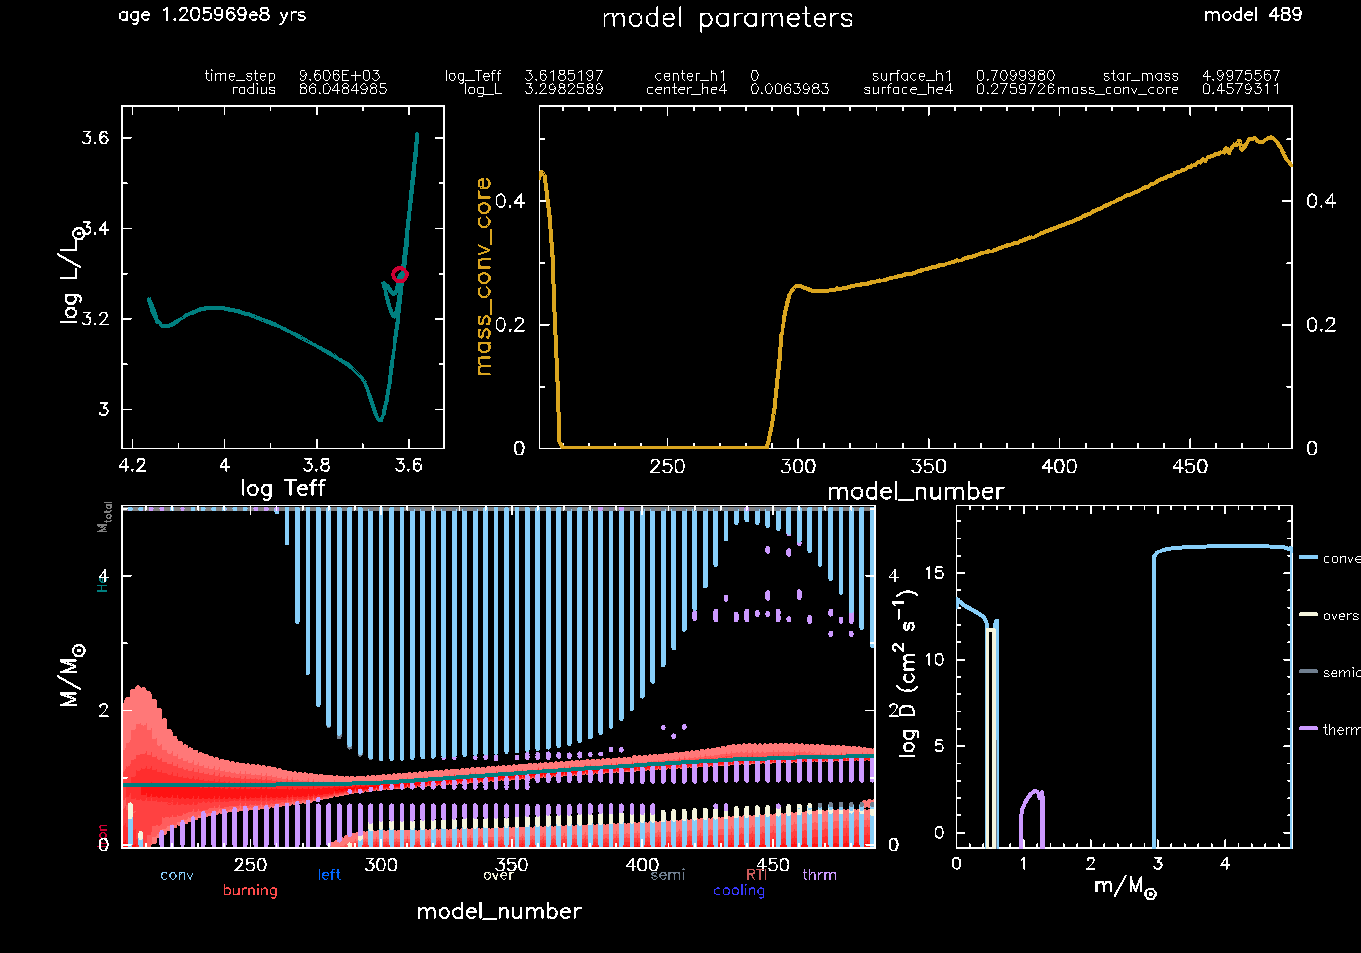 age 1.205969e8 yrs model parameters model 489
time_step 9.606E+03 log_Teff 3.6185197 center_h1 0 surface_h1 0.7099980 star_mass 4.9975567
radius 86.0484985 log_L 3.2982589 center_he4 0.0063983 surface_he4 0.2759726 mass_conv_core 0.4579311
log L/L⊙
3.6
3.4
3.2
3
4.2 4 3.8 3.6
log Teff
mass_conv_core
0.4 0.4
0.2 0.2
0 0
250 300 350 400 450
model_number
M/M⊙
Mtotal
He
4 4
2 2
0 0
250 300 350 400 450
conv left over semi RTI thrm
burning cooling
model_number
log D (cm² s⁻¹)
15
10
5
0
0 1 2 3 4
m/M⊙
conve
overs
semic
therm